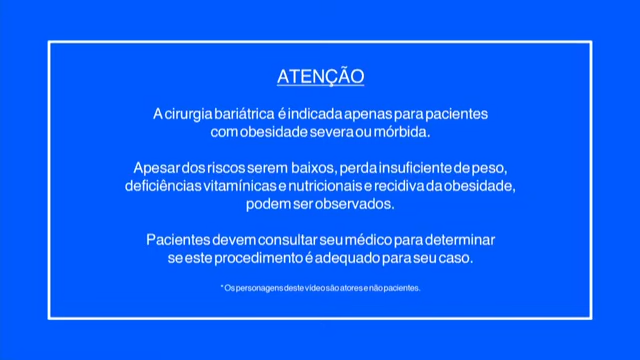 ATENÇÃO
A cirurgia bariátrica é indicada apenas para pacientes
com obesidade severa ou mórbida.
Apesar dos riscos serem baixos, perda insuficiente de peso,
deficiências vitamínicas e nutricionais e recidiva da obesidade,
podem ser observados.
Pacientes devem consultar seu médico para determinar
se este procedimento é adequado para seu caso.
* Os personagens deste vídeo são atores e não pacientes.